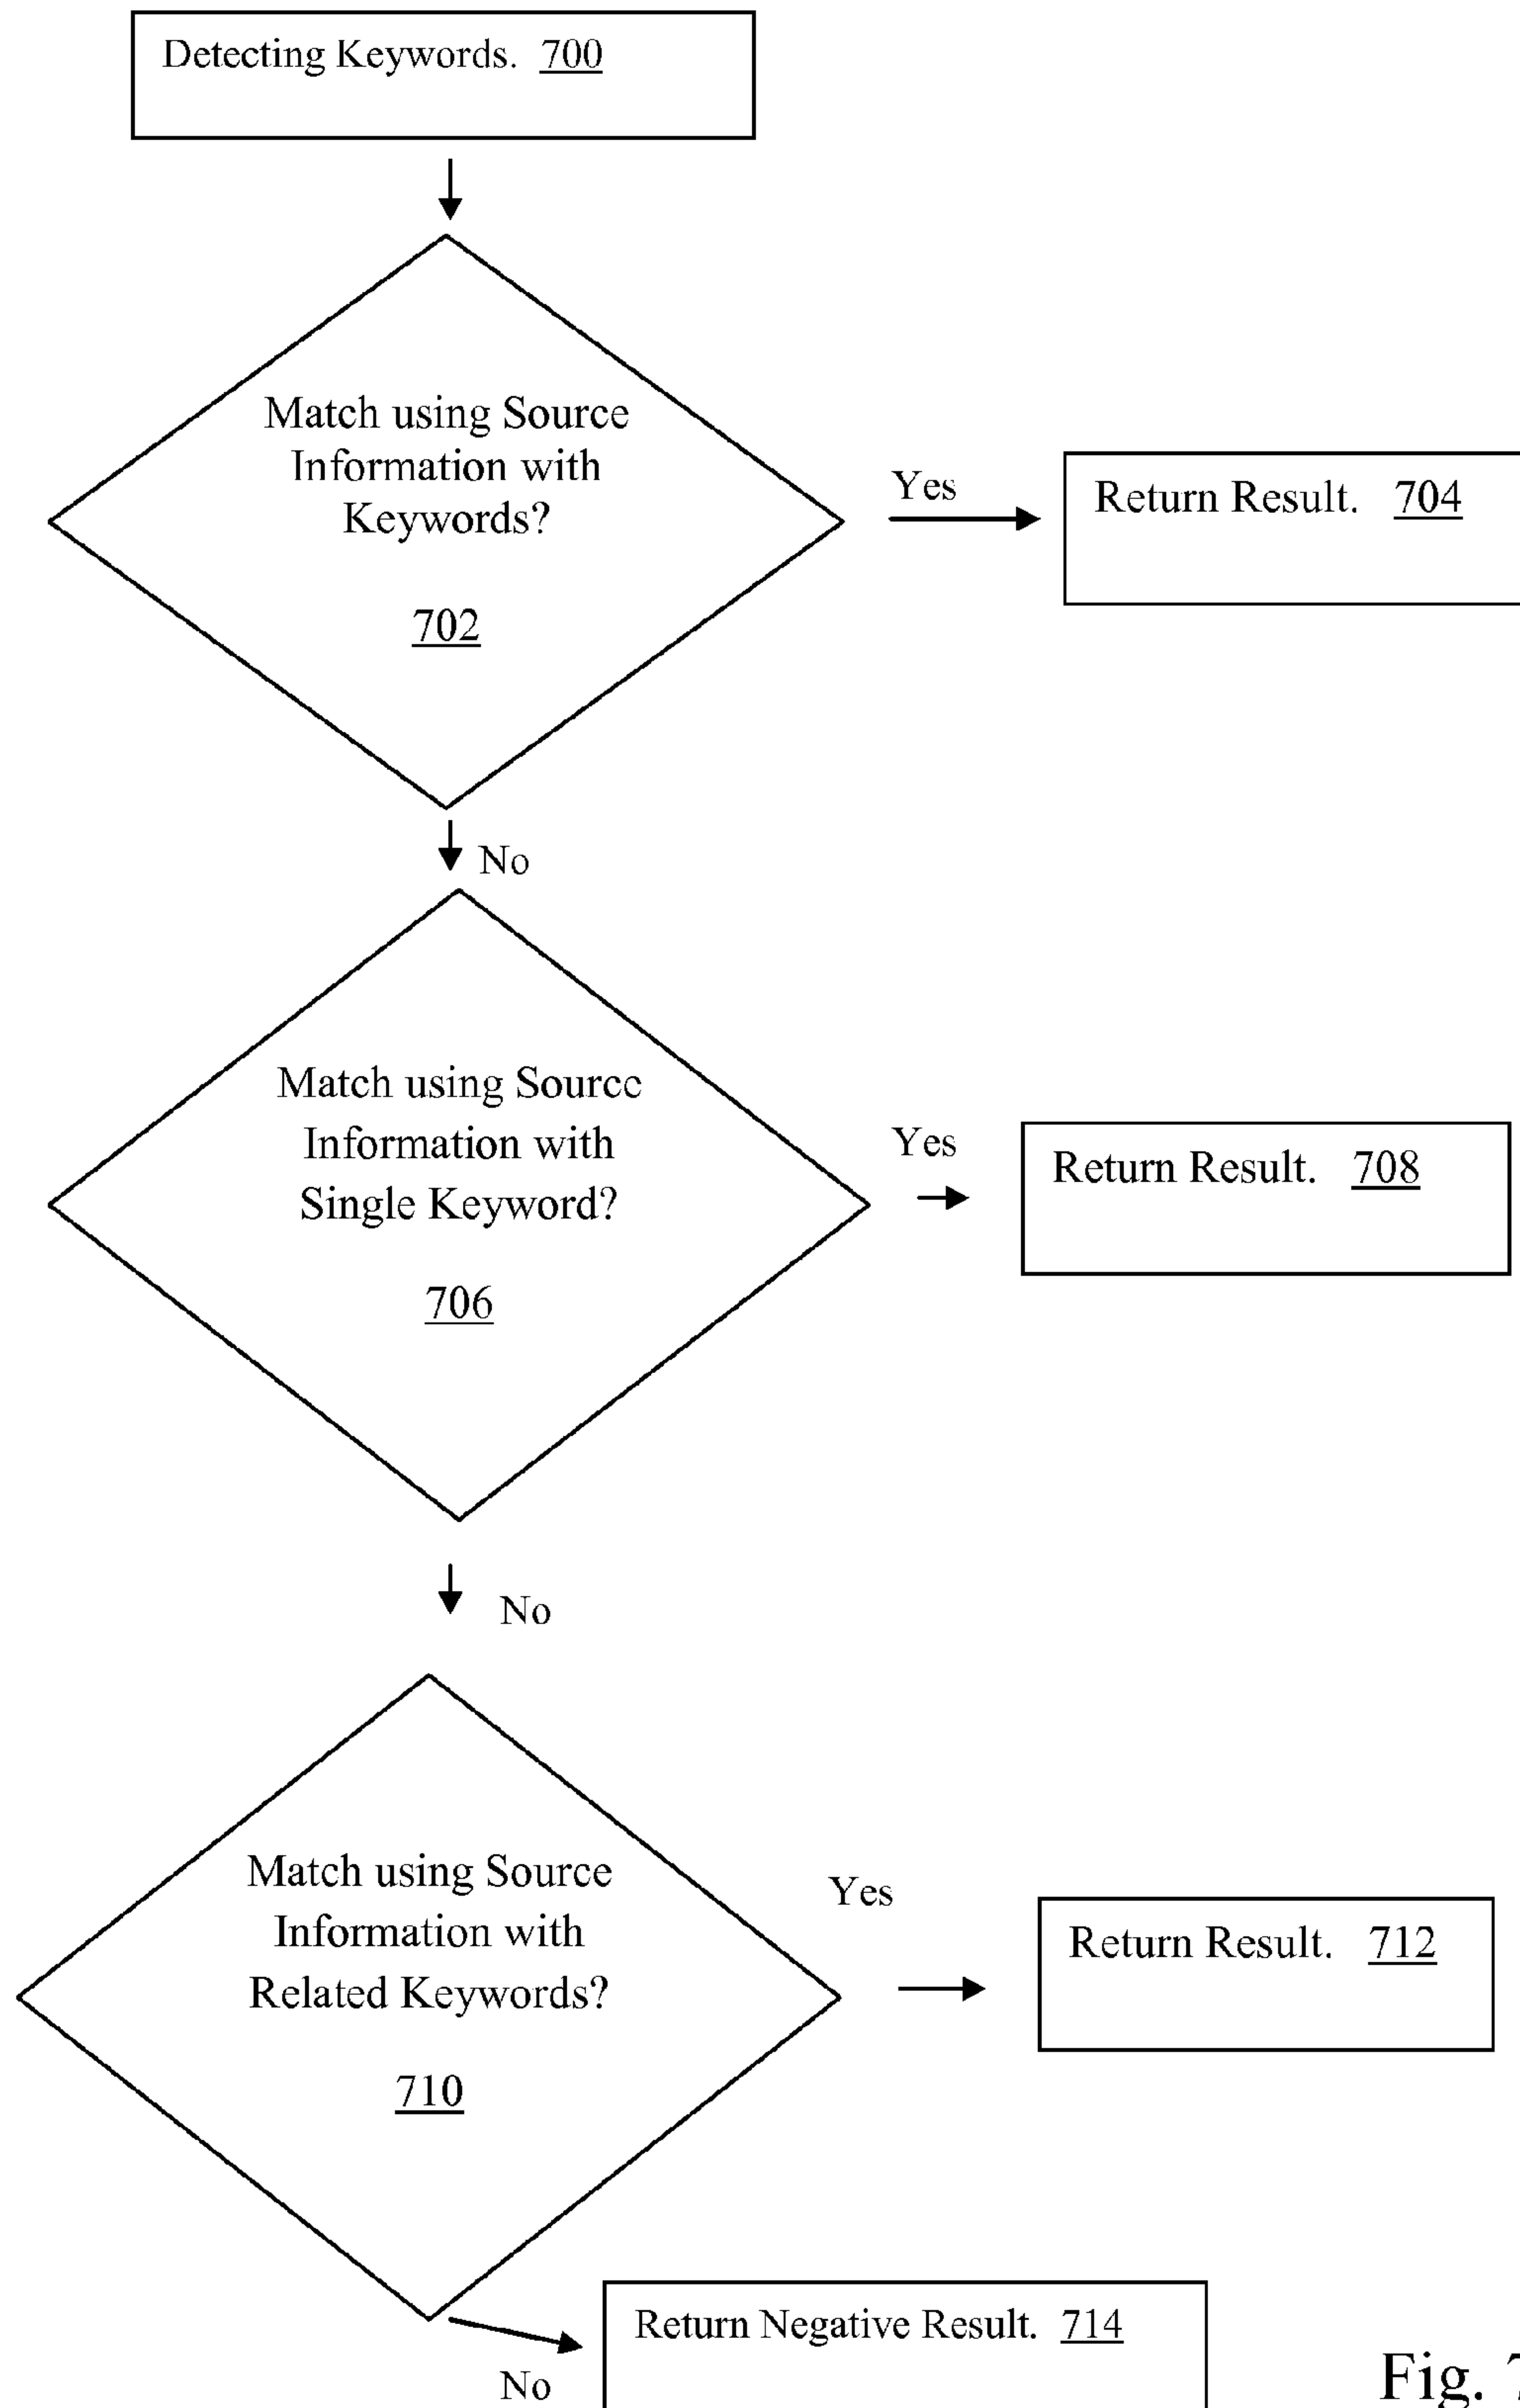 Detecting Keywords. 700
Match using Source
Information with
Keywords?
702
Yes
Return Result. 704
No
Match using Source
Information with
Single Keyword?
706
Yes
Return Result. 708
No
Match using Source
Information with
Related Keywords?
710
Yes
Return Result. 712
No
Return Negative Result. 714
Fig. 7